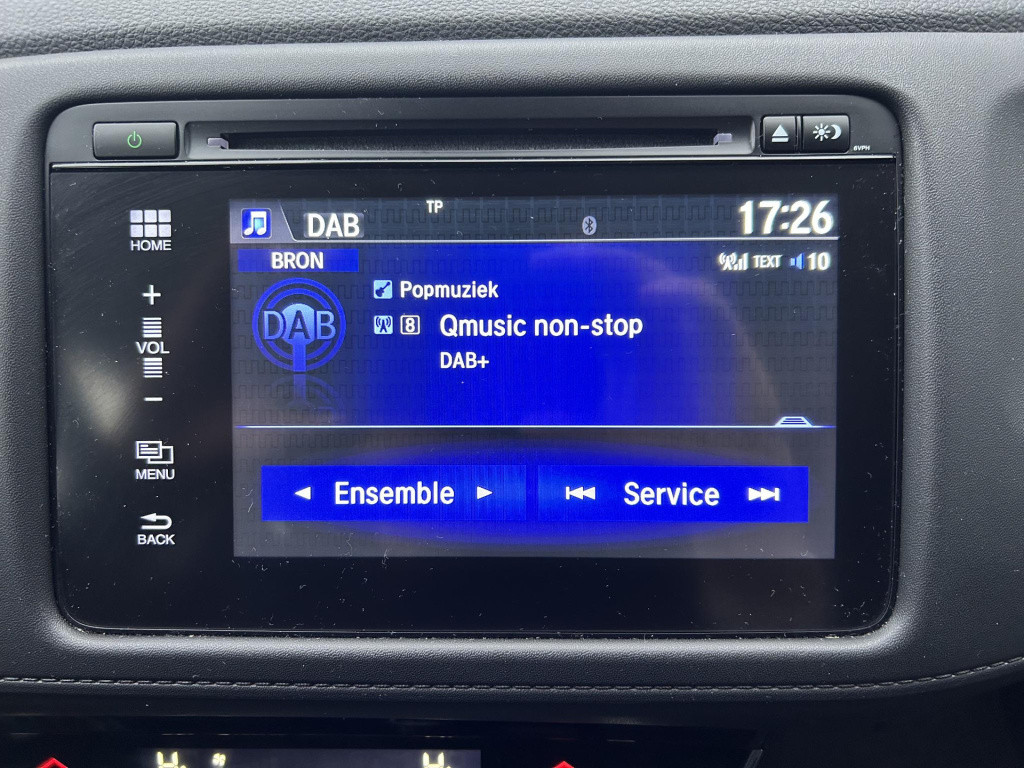 6VPH
HOME
VOL
MENU
BACK
DAB
TP
17:26
BRON
TEXT
10
Popmuziek
8
Qmusic non-stop
DAB+
DAB
Ensemble
Service